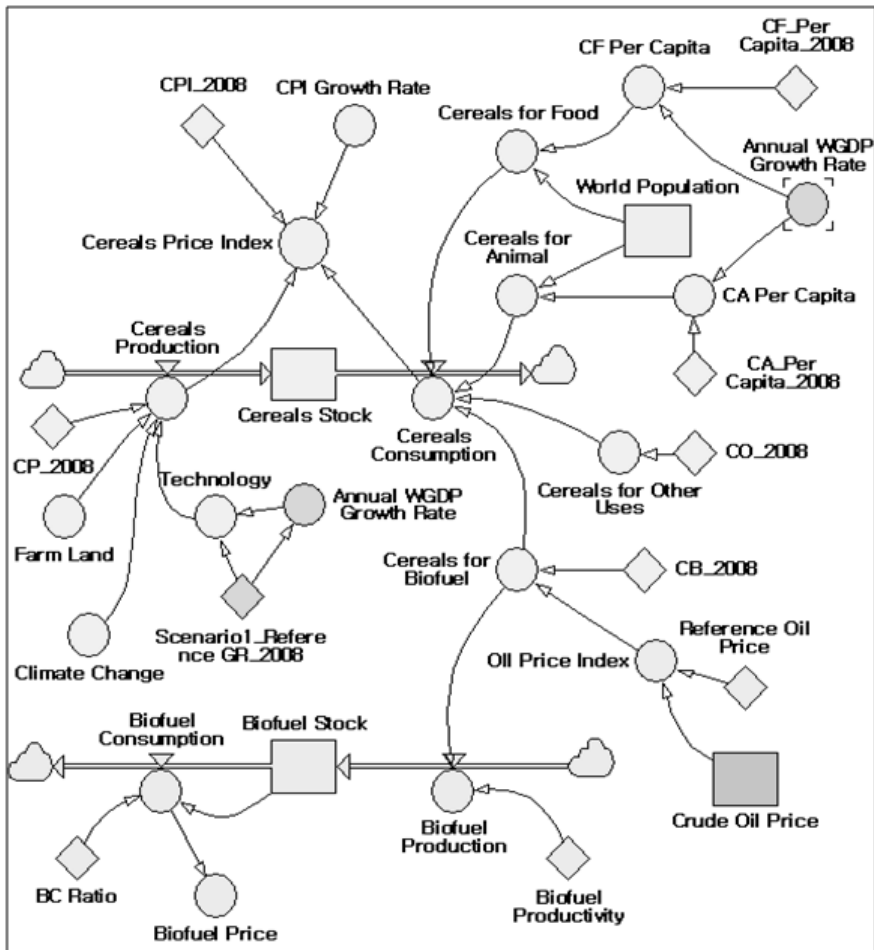 CF_Per
Capita_2008
CF Per Capita
CPI_2008
CPI Growth Rate
Cereals for Food
Annual WGDP
Growth Rate
World Population
Cereals Price Index
Cereals for
Animal
CA Per Capita
Cereals
Production
CA_Per
Capita_2008
Cereals Stock
Cereals
Consumption
CP_2008
CO_2008
Technology
Annual WGDP
Growth Rate
Cereals for Other
Uses
Farm Land
Cereals for
Biofuel
CB_2008
Scenario1_Refere
nce GR_2008
Reference Oil
Price
OIl Price Index
Climate Change
Biofuel
Consumption
Biofuel Stock
Crude Oil Price
Biofuel
Production
BC Ratio
Biofuel Price
Biofuel
Productivity